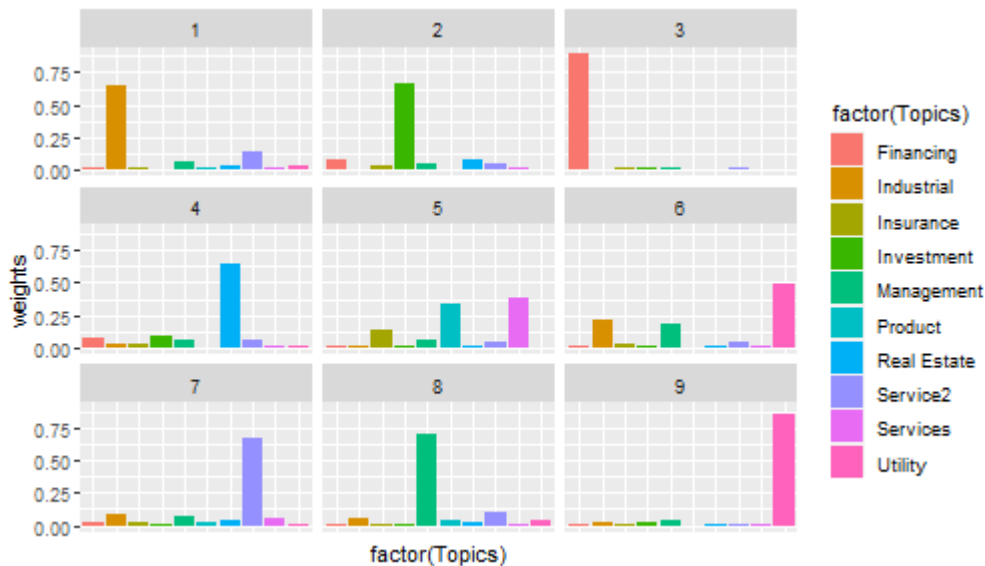 1 2 3
0.75
0.50
0.25
0.00
4 5 6
0.75
0.50
0.25
0.00
7 8 9
0.75
0.50
0.25
0.00
weights
factor(Topics)
factor(Topics)
Financing
Industrial
Insurance
Investment
Management
Product
Real Estate
Service2
Services
Utility